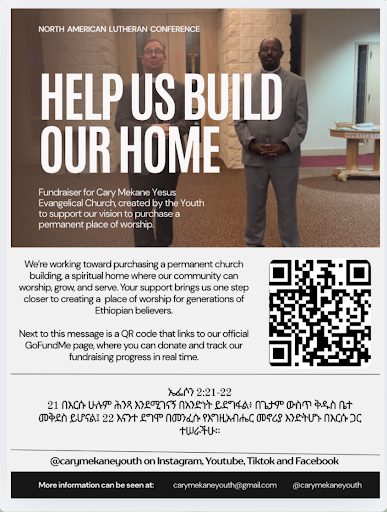 NORTH AMERICAN LUTHERAN CONFERENCE
HELP US BUILD
OUR HOME
Fundraiser for Cary Mekane Yesus
Evangelical Church, created by the Youth
to support our vision to purchase a
permanent place of worship.
We're working toward purchasing a permanent church
building, a spiritual home where our community can
worship, grow, and serve. Your support brings us one step
closer to creating a place of worship for generations of
Ethiopian believers.
Next to this message is a QR code that links to our official
GoFundMe page, where you can donate and track our
fundraising progress in real time.
ኤፌሶን 2:21-22
21 በእርሱ ሁሉም ሕንጻ እንደሚገናኝ በአንድነት ይደግፋል፤ በጌታም ውስጥ ቅዱስ ቤተ
መቅደስ ይሆናል፤ 22 እናንተ ደግሞ በመንፈሱ የእግዚአብሔር መኖሪያ እንድትሆኑ በእርሱ ጋር
ተሠራችሁ።
@carymekaneyouth on Instagram, Youtube, Tiktok and Facebook
More information can be seen at: carymekaneyouth@gmail.com @carymekaneyouth